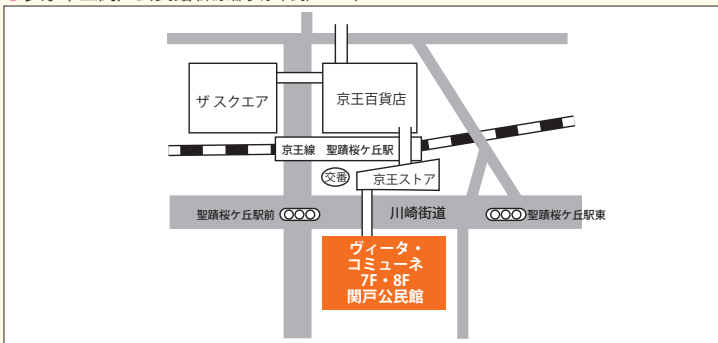 ザ スクエア
京王百貨店
京王線　聖蹟桜ケ丘駅
交番
京王ストア
聖蹟桜ケ丘駅前
川崎街道
聖蹟桜ケ丘駅東
ヴィータ・
コミューネ
7F・8F
関戸公民館